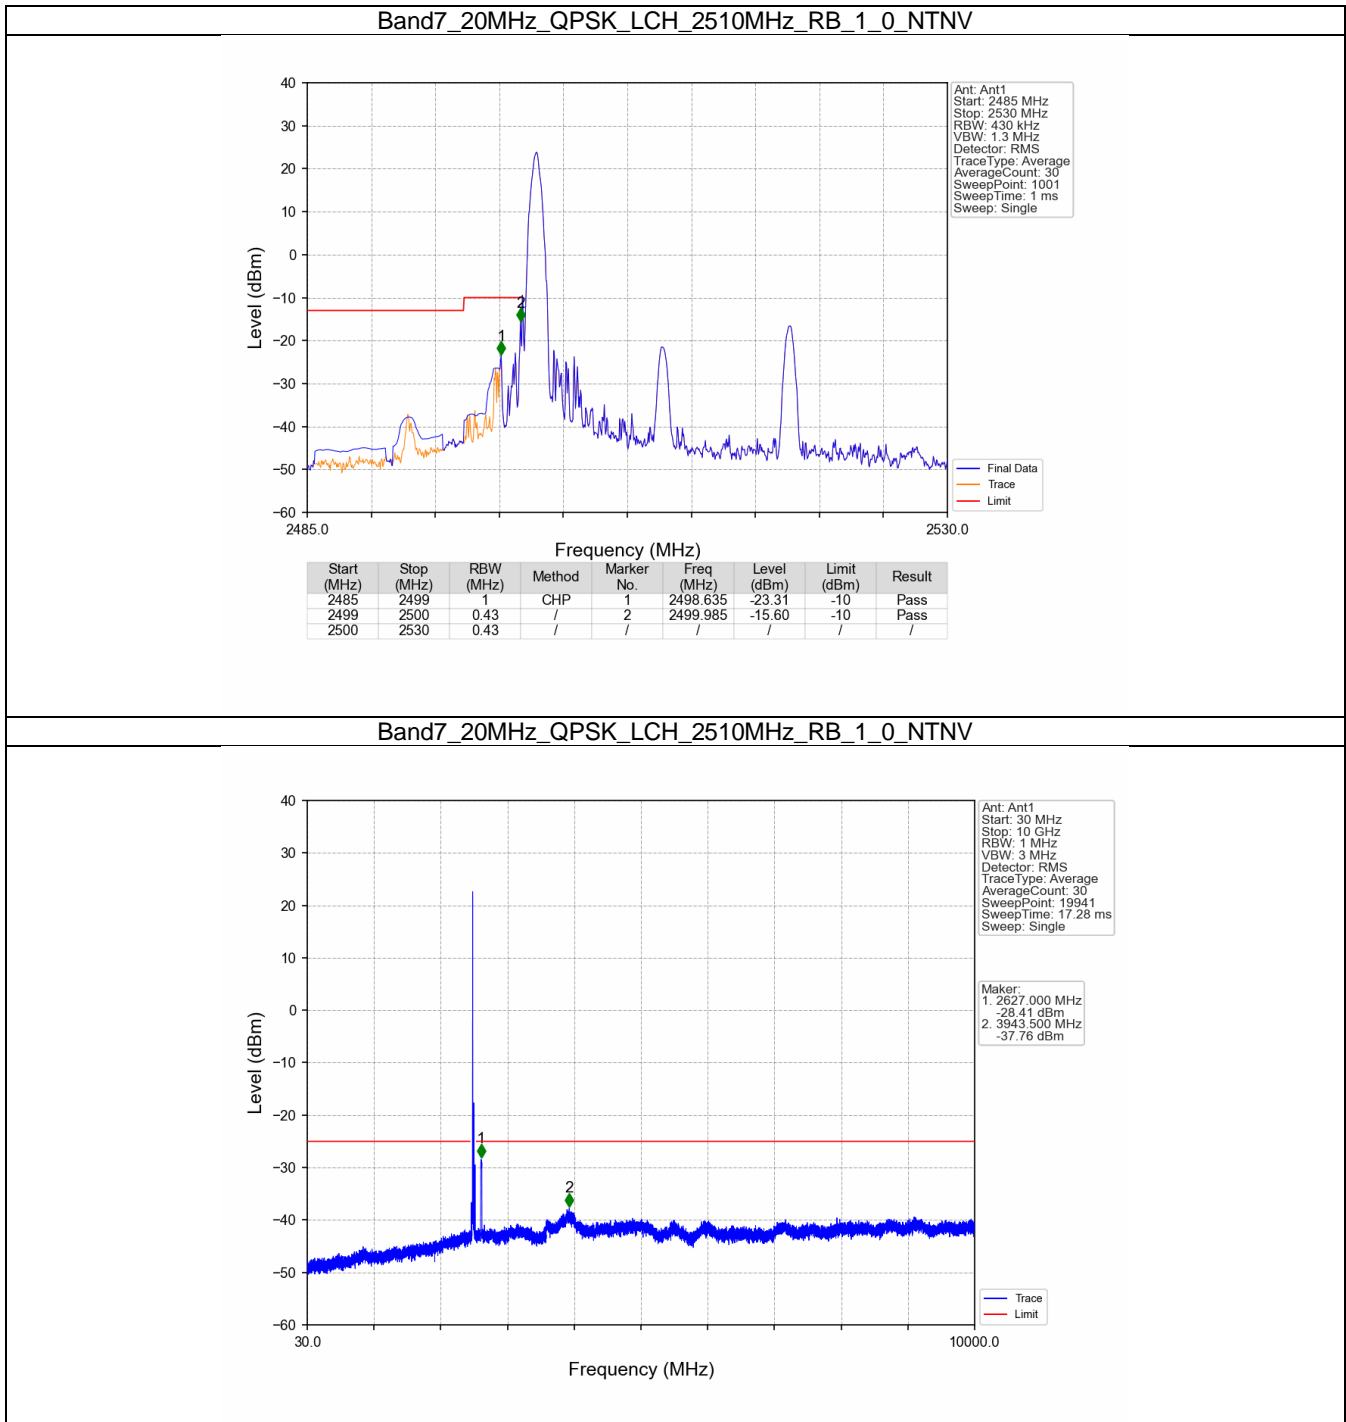 Band7_20MHz_QPSK_LCH_2510MHz_RB_1_0_NTNV
40
30
20
10
0
−10
−20
−30
−40
−50
−60
Level (dBm)
1
2
2485.0
2530.0
Frequency (MHz)
Ant: Ant1
Start: 2485 MHz
Stop: 2530 MHz
RBW: 430 kHz
VBW: 1.3 MHz
Detector: RMS
TraceType: Average
AverageCount: 30
SweepPoint: 1001
SweepTime: 1 ms
Sweep: Single
Final Data
Trace
Limit
Start (MHz) Stop (MHz) RBW (MHz) Method Marker No. Freq (MHz) Level (dBm) Limit (dBm) Result
2485 2499 1 CHP 1 2498.635 -23.31 -10 Pass
2499 2500 0.43 / 2 2499.985 -15.60 -10 Pass
2500 2530 0.43 / / / / / /
Band7_20MHz_QPSK_LCH_2510MHz_RB_1_0_NTNV
40
30
20
10
0
−10
−20
−30
−40
−50
−60
Level (dBm)
1
2
30.0
10000.0
Frequency (MHz)
Ant: Ant1
Start: 30 MHz
Stop: 10 GHz
RBW: 1 MHz
VBW: 3 MHz
Detector: RMS
TraceType: Average
AverageCount: 30
SweepPoint: 19941
SweepTime: 17.28 ms
Sweep: Single
Maker:
1. 2627.000 MHz
-28.41 dBm
2. 3943.500 MHz
-37.76 dBm
Trace
Limit